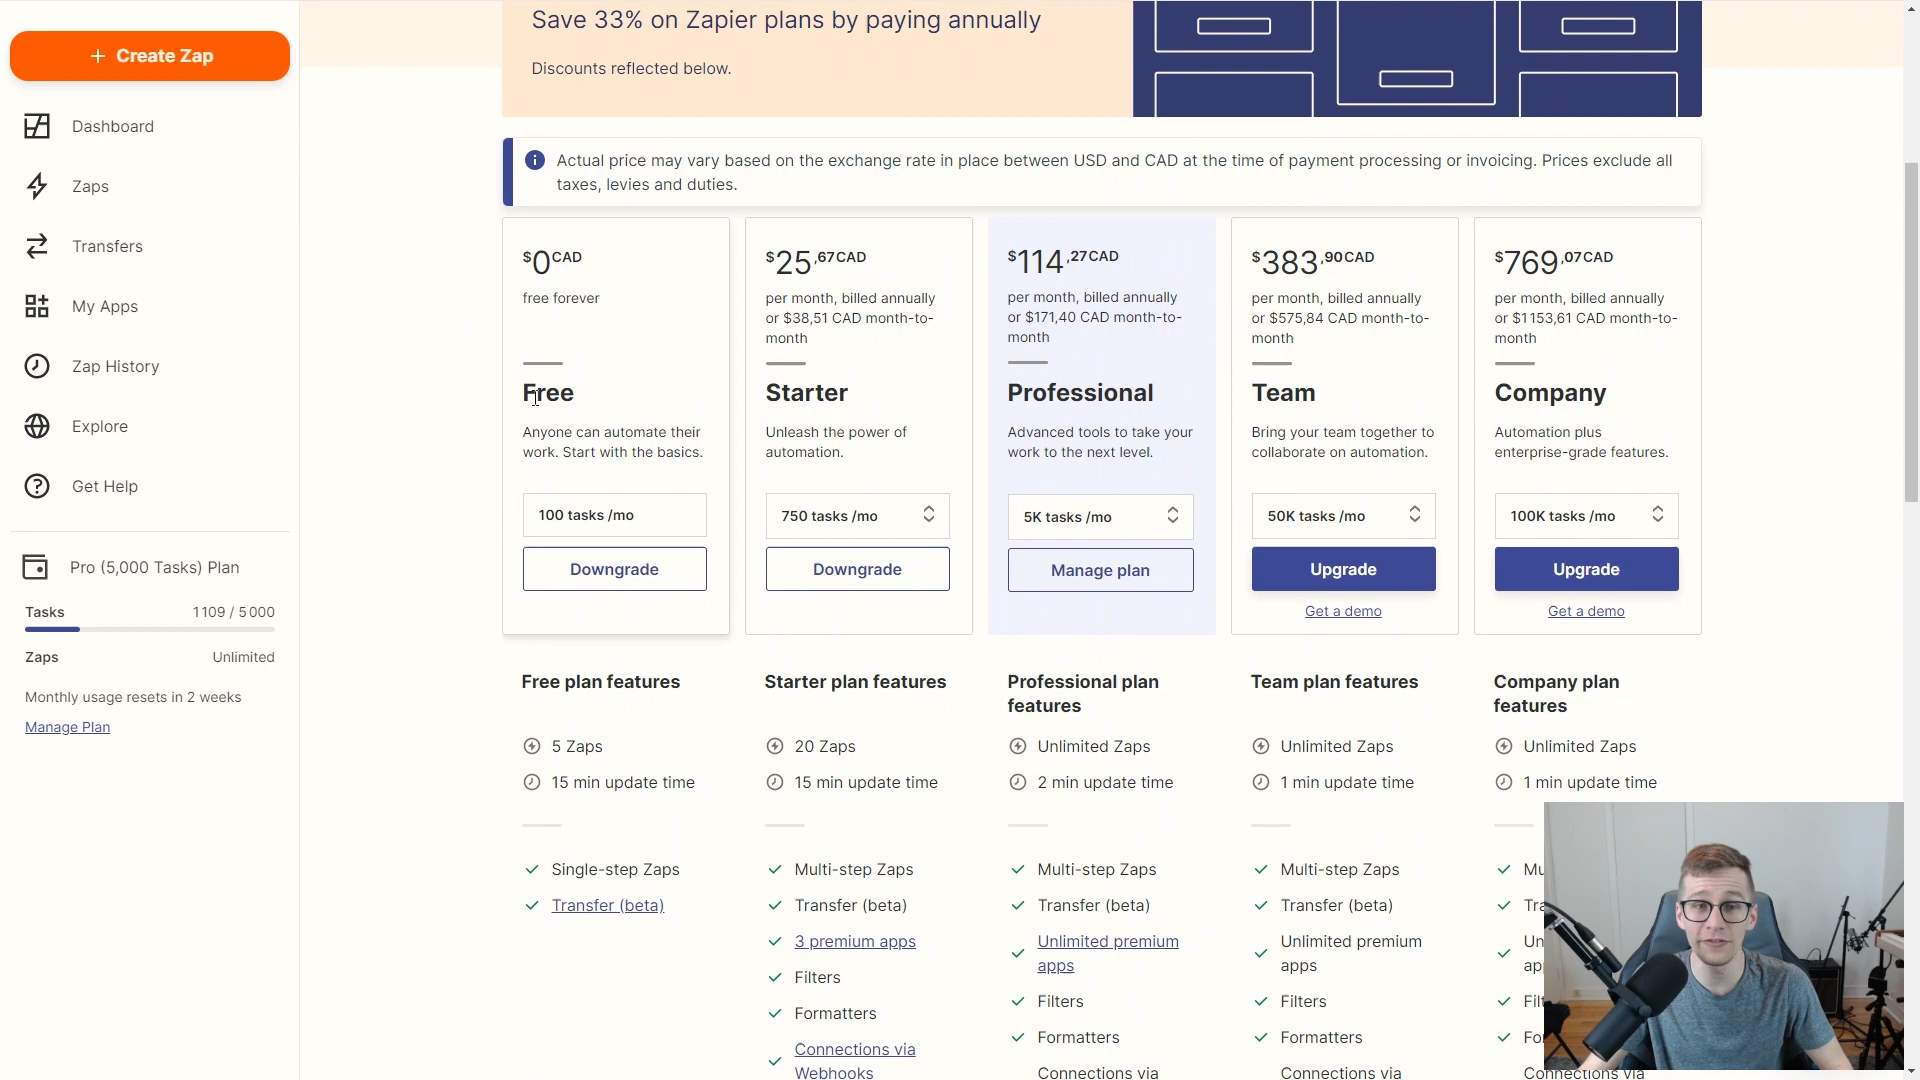 Create Zap
Dashboard
Zaps
Transfers
My Apps
Zap History
Explore
Get Help
Pro (5,000 Tasks) Plan
Tasks 1 109 / 5 000
Zaps Unlimited
Monthly usage resets in 2 weeks
Manage Plan
Save 33% on Zapier plans by paying annually
Discounts reflected below.
Actual price may vary based on the exchange rate in place between USD and CAD at the time of payment processing or invoicing. Prices exclude all
taxes, levies and duties.
$0 CAD
free forever
Free
Anyone can automate their
work. Start with the basics.
100 tasks /mo
Downgrade
$25,67CAD
per month, billed annually
or $38,51 CAD month-to-
month
Starter
Unleash the power of
automation.
750 tasks /mo
Downgrade
$114,27CAD
per month, billed annually
or $171,40 CAD month-to-
month
Professional
Advanced tools to take your
work to the next level.
5K tasks /mo
Manage plan
$383,90CAD
per month, billed annually
or $575,84 CAD month-to-
month
Team
Bring your team together to
collaborate on automation.
50K tasks /mo
Upgrade
Get a demo
$769,07CAD
per month, billed annually
or $1 153,61 CAD month-to-
month
Company
Automation plus
enterprise-grade features.
100K tasks /mo
Upgrade
Get a demo
Free plan features
5 Zaps
15 min update time
Single-step Zaps
Transfer (beta)
Starter plan features
20 Zaps
15 min update time
Multi-step Zaps
Transfer (beta)
3 premium apps
Filters
Formatters
Connections via
Webhooks
Professional plan
features
Unlimited Zaps
2 min update time
Multi-step Zaps
Transfer (beta)
Unlimited premium
apps
Filters
Formatters
Connections via
Team plan features
Unlimited Zaps
1 min update time
Multi-step Zaps
Transfer (beta)
Unlimited premium
apps
Filters
Formatters
Connections via
Company plan
features
Unlimited Zaps
1 min update time